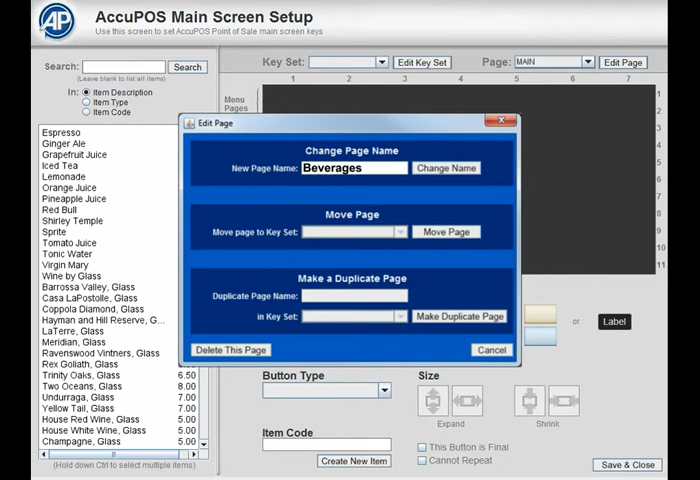 AP
AccuPOS Main Screen Setup
Use this screen to set AccuPOS Point of Sale main screen keys
Search:
Search
(Leave blank to list all items)
In:
Item Description
Item Type
Item Code
Key Set:
Edit Key Set
Page:
MAIN
Edit Page
1 2 3 4 5 6 7
Menu
Pages
1
2
3
4
5
6
7
8
9
10
11
Espresso
Ginger Ale
Grapefruit Juice
Iced Tea
Lemonade
Orange Juice
Pineapple Juice
Red Bull
Shirley Temple
Sprite
Tomato Juice
Tonic Water
Virgin Mary
Wine by Glass
Barrossa Valley, Glass
Casa LaPostolle, Glass
Coppola Diamond, Glass
Hayman and Hill Reserve, G...
LaTerre, Glass
Meridian, Glass
Ravenswood Vintners, Glass
Rex Goliath, Glass
Trinity Oaks, Glass 6.50
Two Oceans, Glass 8.00
Undurraga, Glass 7.00
Yellow Tail, Glass 7.00
House Red Wine, Glass 5.00
House White Wine, Glass 5.00
Champagne, Glass 5.00
(Hold down Ctrl to select multiple items)
Edit Page
Change Page Name
New Page Name:
Beverages
Change Name
Move Page
Move page to Key Set:
Move Page
Make a Duplicate Page
Duplicate Page Name:
in Key Set:
Make Duplicate Page
Delete This Page
Cancel
or
Label
Button Type
Size
Expand
Shrink
Item Code
Create New Item
This Button is Final
Cannot Repeat
Save & Close